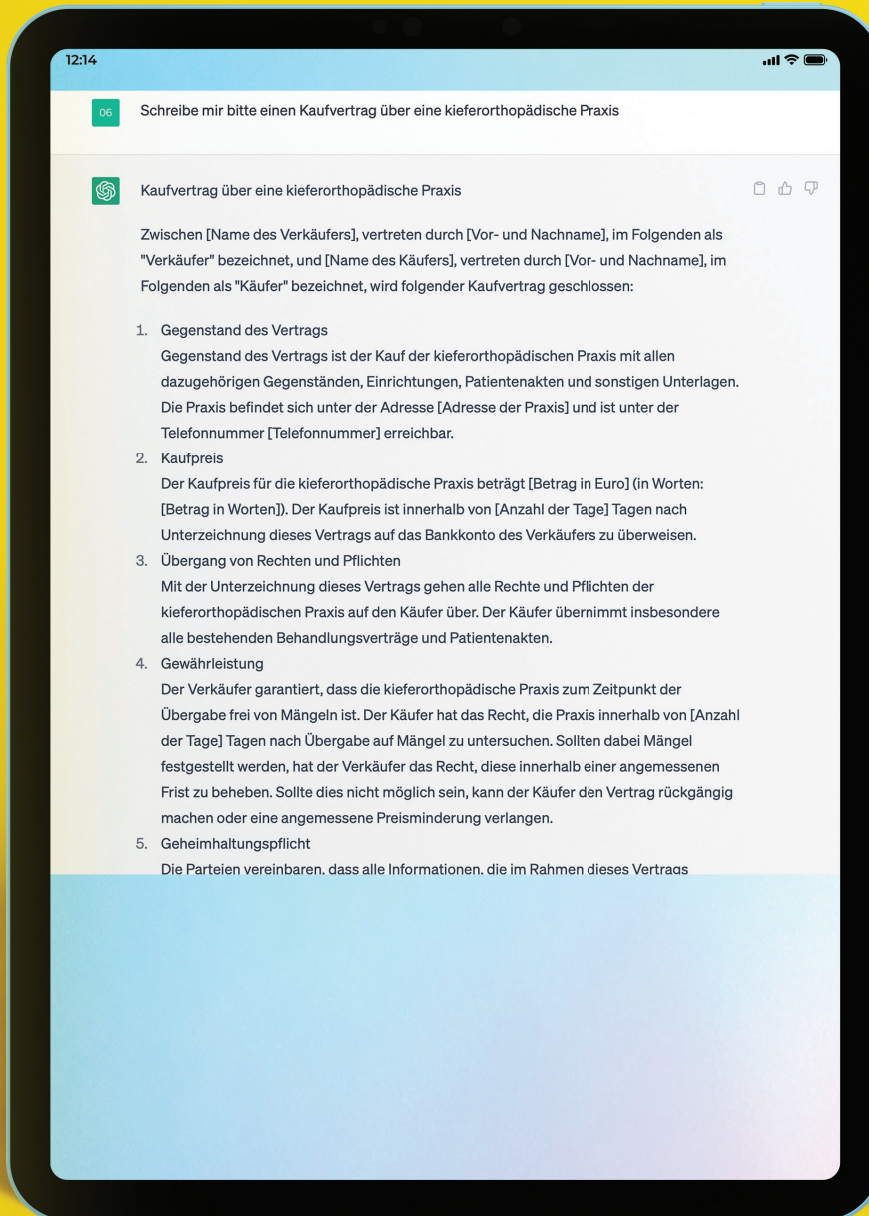 12:14
06
Schreibe mir bitte einen Kaufvertrag über eine kieferorthopädische Praxis
Kaufvertrag über eine kieferorthopädische Praxis
Zwischen [Name des Verkäufers], vertreten durch [Vor- und Nachname], im Folgenden als
"Verkäufer" bezeichnet, und [Name des Käufers], vertreten durch [Vor- und Nachname], im
Folgenden als "Käufer" bezeichnet, wird folgender Kaufvertrag geschlossen:
1. Gegenstand des Vertrags
Gegenstand des Vertrags ist der Kauf der kieferorthopädischen Praxis mit allen
dazugehörigen Gegenständen, Einrichtungen, Patientenakten und sonstigen Unterlagen.
Die Praxis befindet sich unter der Adresse [Adresse der Praxis] und ist unter der
Telefonnummer [Telefonnummer] erreichbar.
2. Kaufpreis
Der Kaufpreis für die kieferorthopädische Praxis beträgt [Betrag in Euro] (in Worten:
[Betrag in Worten]). Der Kaufpreis ist innerhalb von [Anzahl der Tage] Tagen nach
Unterzeichnung dieses Vertrags auf das Bankkonto des Verkäufers zu überweisen.
3. Übergang von Rechten und Pflichten
Mit der Unterzeichnung dieses Vertrags gehen alle Rechte und Pflichten der
kieferorthopädischen Praxis auf den Käufer über. Der Käufer übernimmt insbesondere
alle bestehenden Behandlungsverträge und Patientenakten.
4. Gewährleistung
Der Verkäufer garantiert, dass die kieferorthopädische Praxis zum Zeitpunkt der
Übergabe frei von Mängeln ist. Der Käufer hat das Recht, die Praxis innerhalb von [Anzahl
der Tage] Tagen nach Übergabe auf Mängel zu untersuchen. Sollten dabei Mängel
festgestellt werden, hat der Verkäufer das Recht, diese innerhalb einer angemessenen
Frist zu beheben. Sollte dies nicht möglich sein, kann der Käufer den Vertrag rückgängig
machen oder eine angemessene Preisminderung verlangen.
5. Geheimhaltungspflicht
Die Parteien vereinbaren, dass alle Informationen, die im Rahmen dieses Vertrags